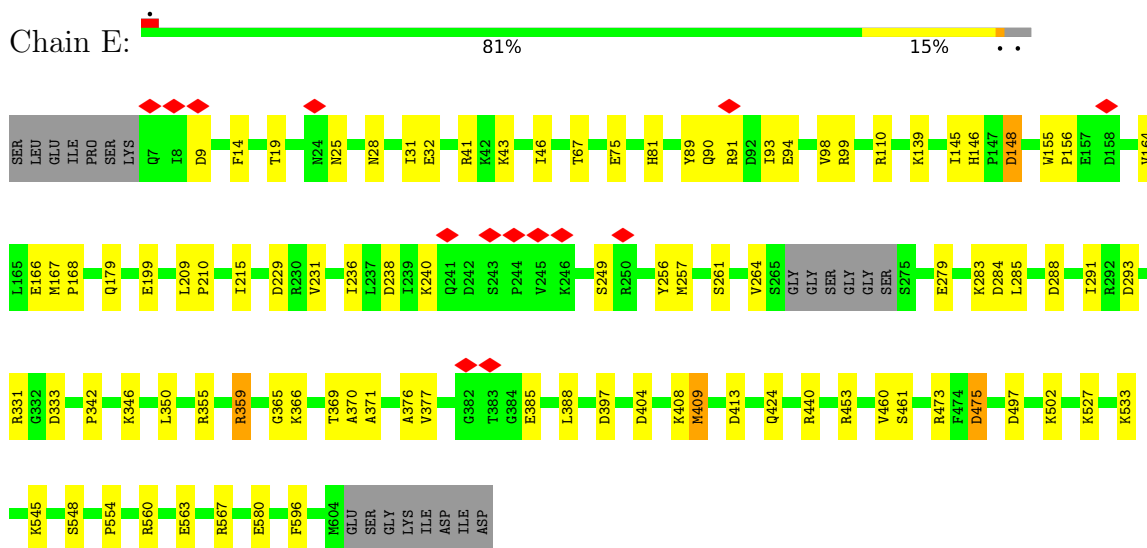 Chain E:
81% 15%
SER LEU GLU ILE PRO SER LYS Q7 I8 D9 F14 T19 N24 N25 N28 I31 E32 R41 K42 K43 I46 T67 E75 H81 Y89 Q90 R91 D92 I93 E94 V98 R99 R110 K139 I145 H146 P147 D148 W155 P156 E157 D158 V164
L165 E166 M167 P168 Q179 E199 L209 P210 I215 D229 R230 V231 I236 L237 D238 I239 K240 Q241 D242 S243 P244 V245 K246 S249 R250 Y256 M257 S261 V264 S265 GLY GLY SER GLY GLY SER S275 E279 K283 D284 L285 D288 I291 R292 D293
R331 G332 D333 P342 K346 L350 R355 R359 G365 K366 T369 A370 A371 A376 V377 G382 T383 G384 E385 L388 D397 D404 K408 M409 D413 Q424 R440 R453 V460 S461 R473 F474 D475 D497 K502 K527 K533
K545 S548 P554 R560 E563 R567 E580 F596 M604 GLU SER GLY LYS ILE ASP ILE ASP